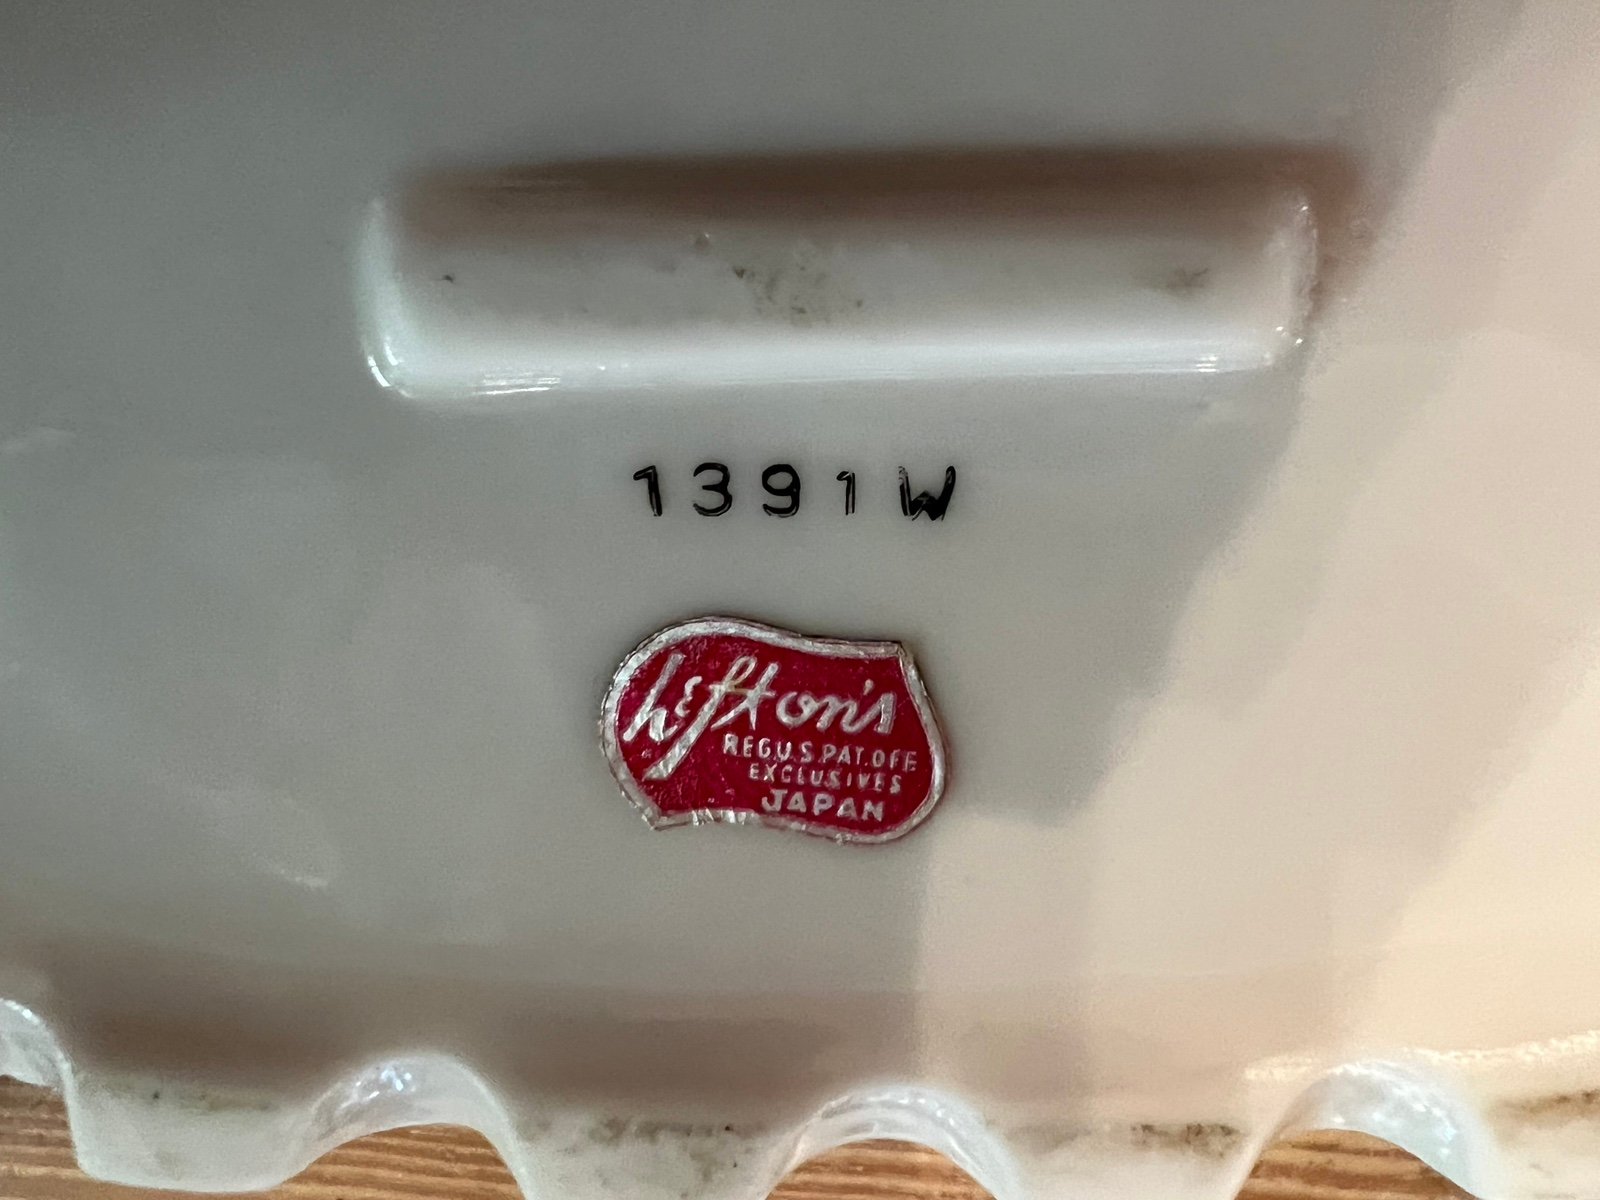 1391W
Lefton's
REG.U.S.PAT.OFF
EXCLUSIVES
JAPAN